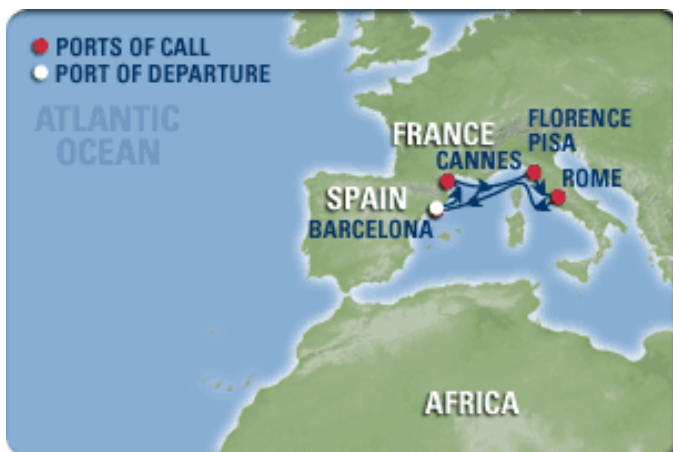 PORTS OF CALL
PORT OF DEPARTURE
ATLANTIC
OCEAN
FRANCE
FLORENCE
PISA
CANNES
ROME
SPAIN
BARCELONA
AFRICA